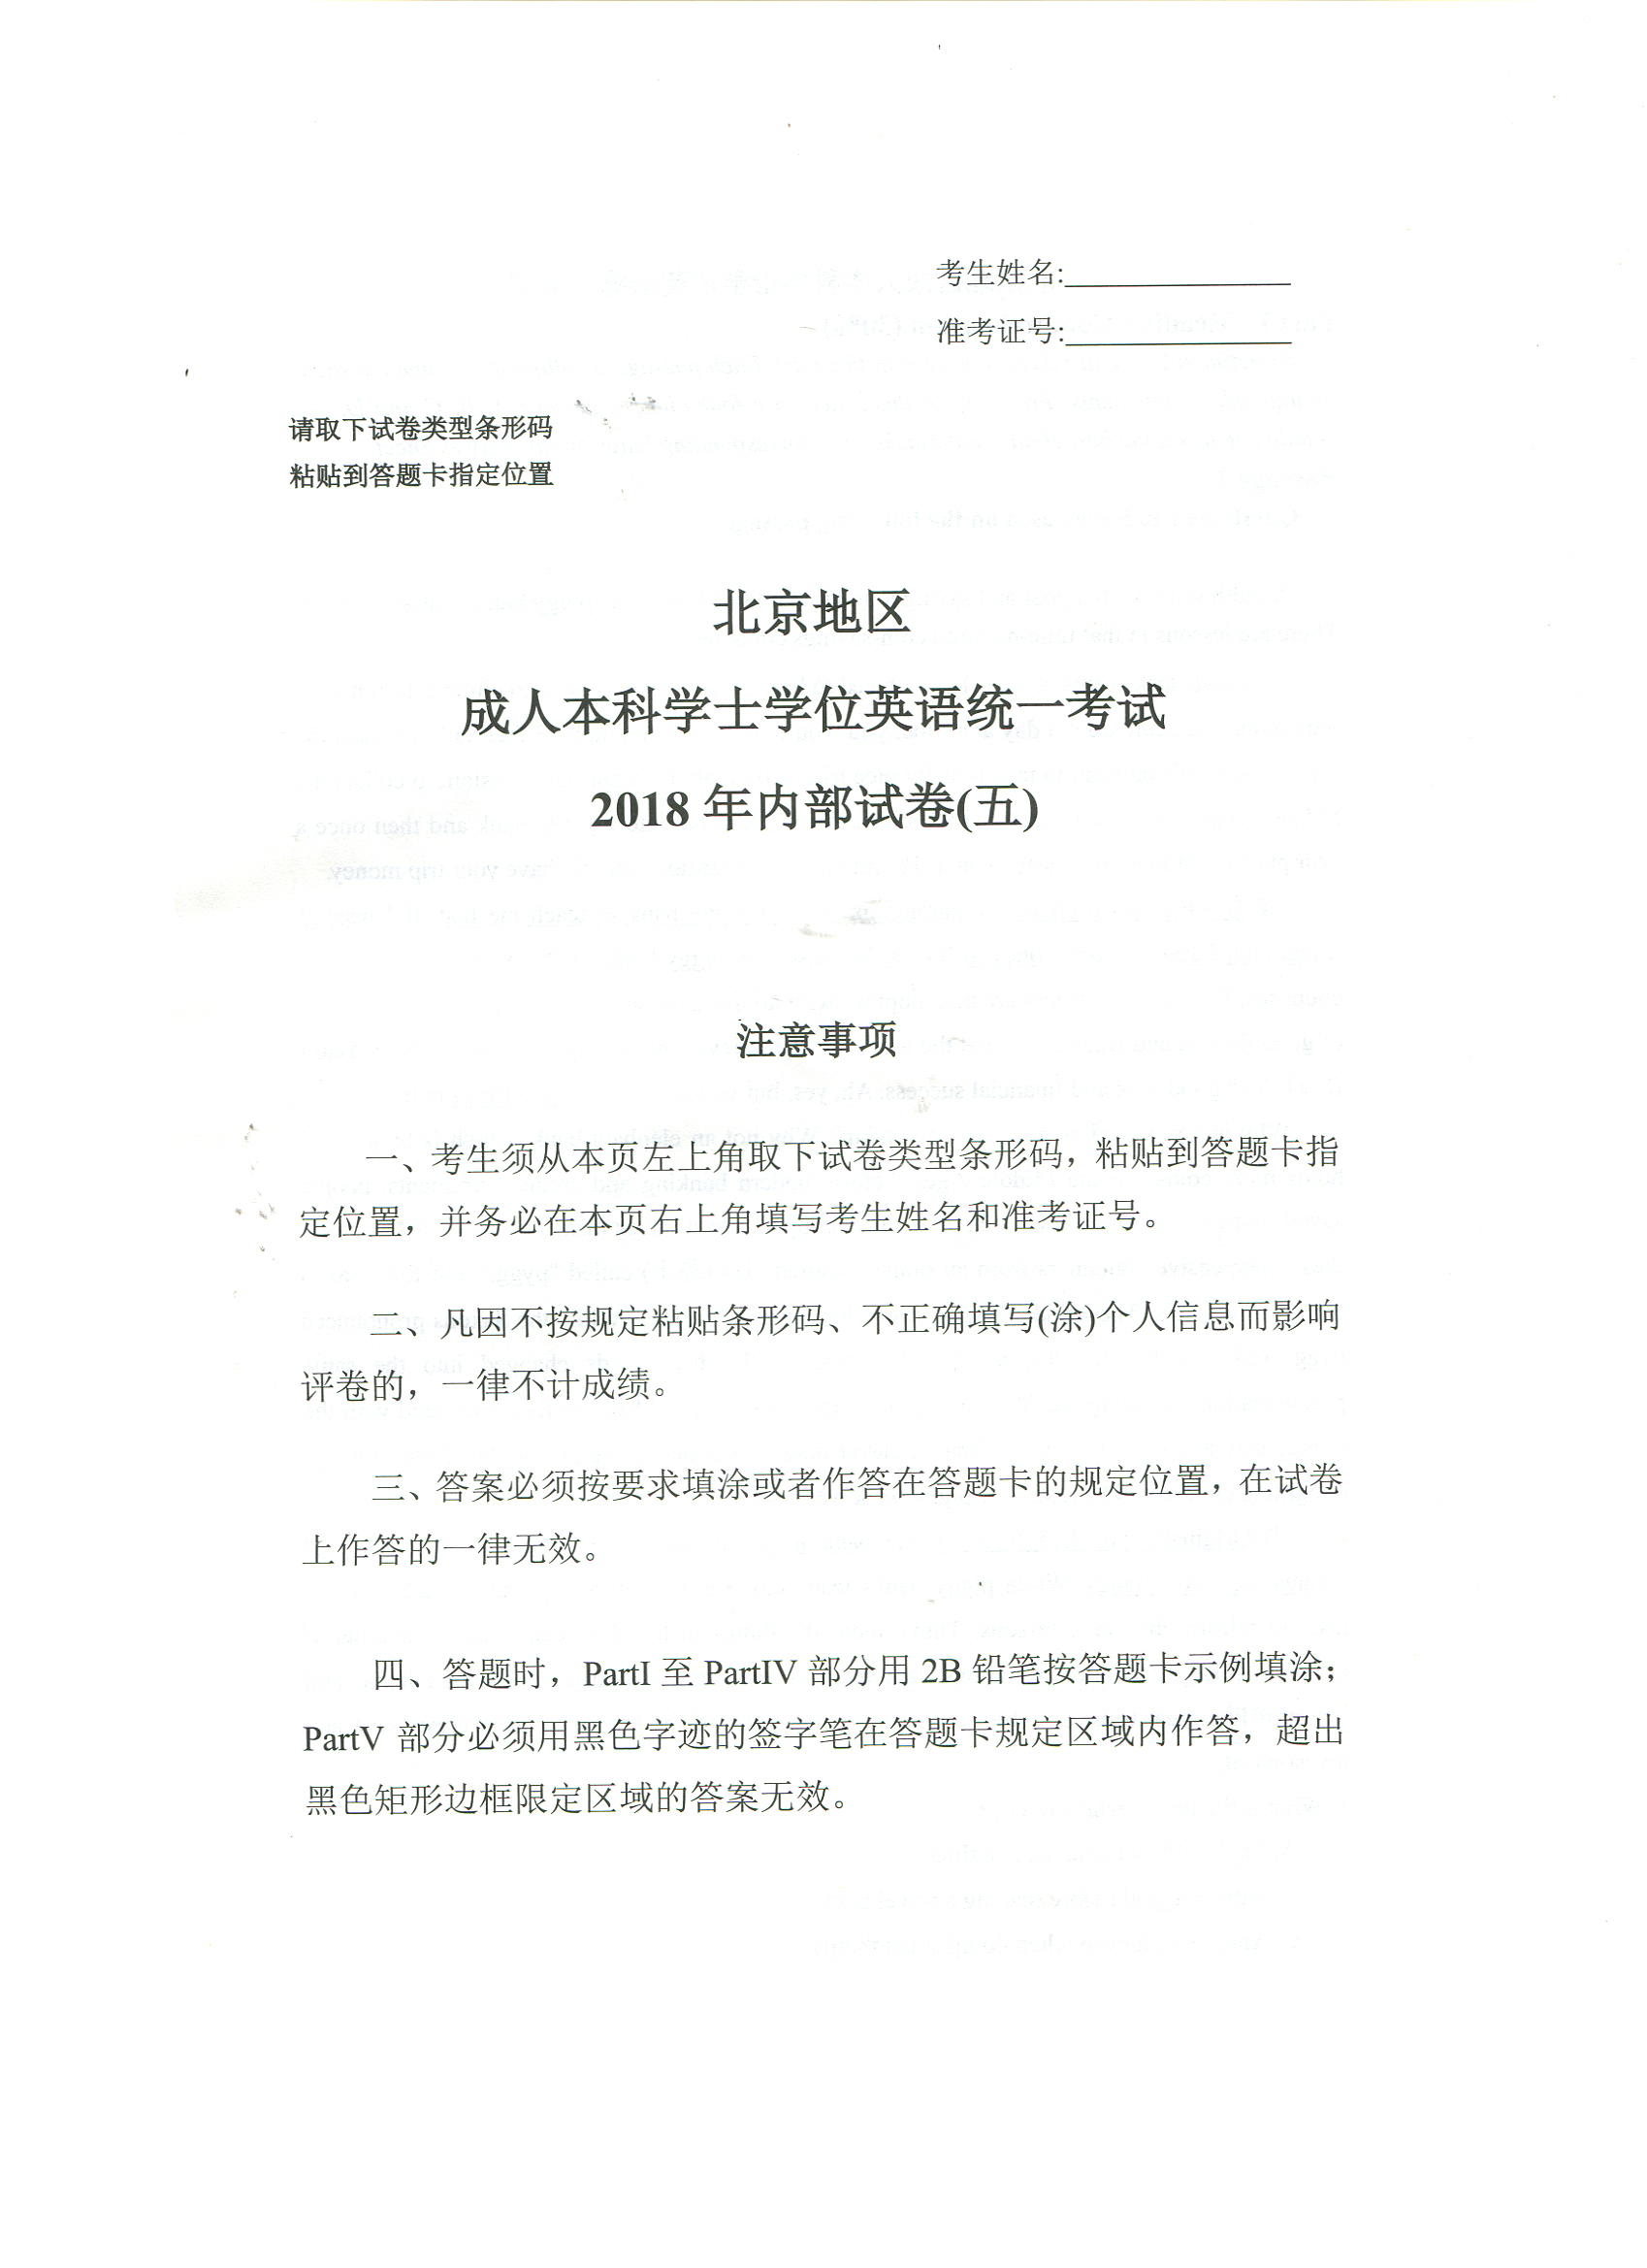 考生姓名:
准考证号:
请取下试卷类型条形码
粘贴到答题卡指定位置
北京地区
成人本科学士学位英语统一考试
2018 年内部试卷(五)
注意事项
一、考生须从本页左上角取下试卷类型条形码，粘贴到答题卡指
定位置，并务必在本页右上角填写考生姓名和准考证号。
二、凡因不按规定粘贴条形码、不正确填写(涂)个人信息而影响
评卷的，一律不计成绩。
三、答案必须按要求填涂或者作答在答题卡的规定位置，在试卷
上作答的一律无效。
四、答题时，PartI 至 PartIV 部分用 2B 铅笔按答题卡示例填涂；
PartV 部分必须用黑色字迹的签字笔在答题卡规定区域内作答，超出
黑色矩形边框限定区域的答案无效。